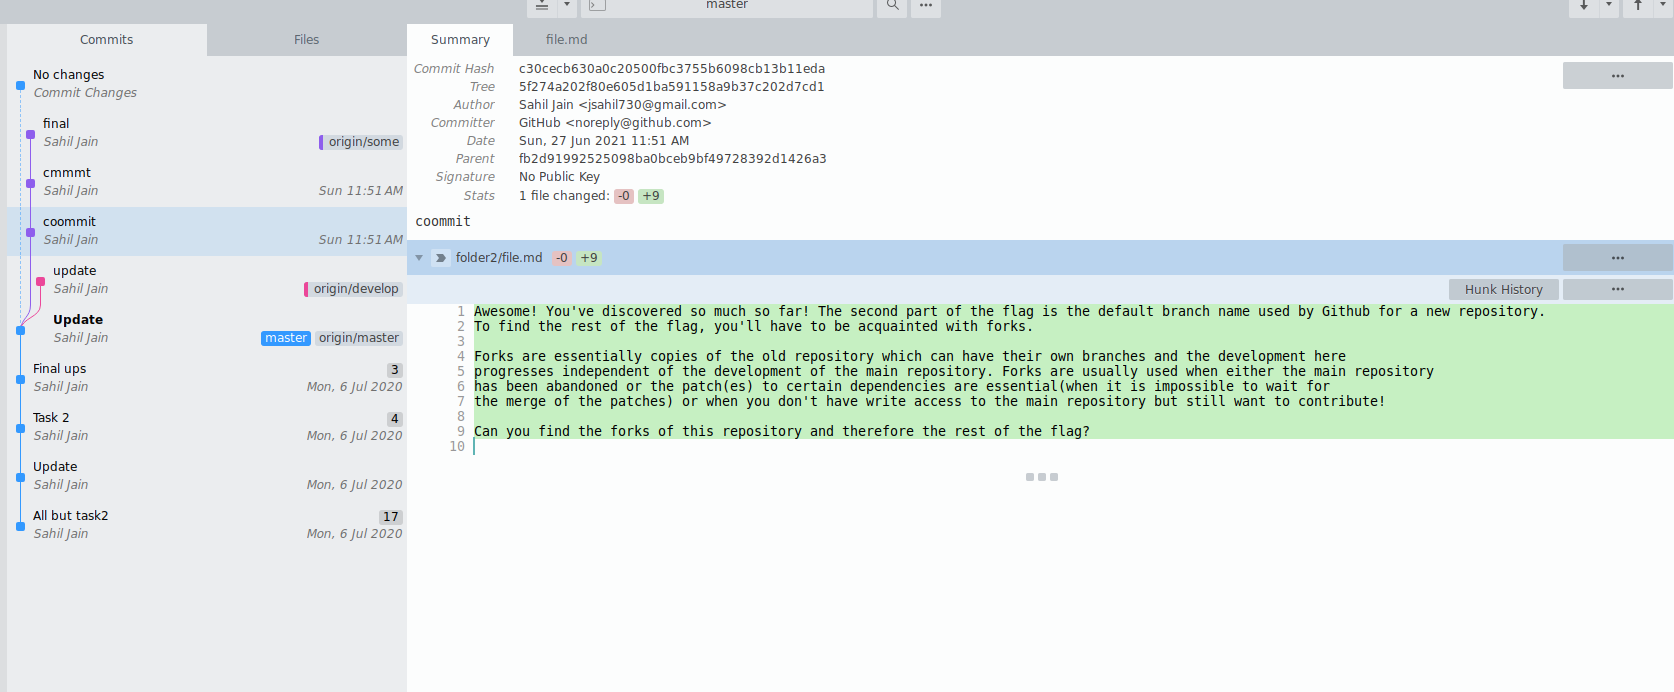 master
Commits
Files
Summary
file.md
No changes
Commit Changes
final
Sahil Jain
origin/some
cmmmt
Sahil Jain
Sun 11:51 AM
coommit
Sahil Jain
Sun 11:51 AM
update
Sahil Jain
origin/develop
Update
Sahil Jain
master
origin/master
Final ups
3
Sahil Jain
Mon, 6 Jul 2020
Task 2
4
Sahil Jain
Mon, 6 Jul 2020
Update
Sahil Jain
Mon, 6 Jul 2020
All but task2
17
Sahil Jain
Mon, 6 Jul 2020
Commit Hash c30cecb630a0c20500fbc3755b6098cb13b11eda
Tree 5f274a202f80e605d1ba591158a9b37c202d7cd1
Author Sahil Jain <jsahil730@gmail.com>
Committer GitHub <noreply@github.com>
Date Sun, 27 Jun 2021 11:51 AM
Parent fb2d91992525098ba0bceb9bf49728392d1426a3
Signature No Public Key
Stats 1 file changed: -0 +9
coommit
folder2/file.md -0 +9
Hunk History
1 Awesome! You've discovered so much so far! The second part of the flag is the default branch name used by Github for a new repository.
2 To find the rest of the flag, you'll have to be acquainted with forks.
3
4 Forks are essentially copies of the old repository which can have their own branches and the development here
5 progresses independent of the development of the main repository. Forks are usually used when either the main repository
6 has been abandoned or the patch(es) to certain dependencies are essential(when it is impossible to wait for
7 the merge of the patches) or when you don't have write access to the main repository but still want to contribute!
8
9 Can you find the forks of this repository and therefore the rest of the flag?
10